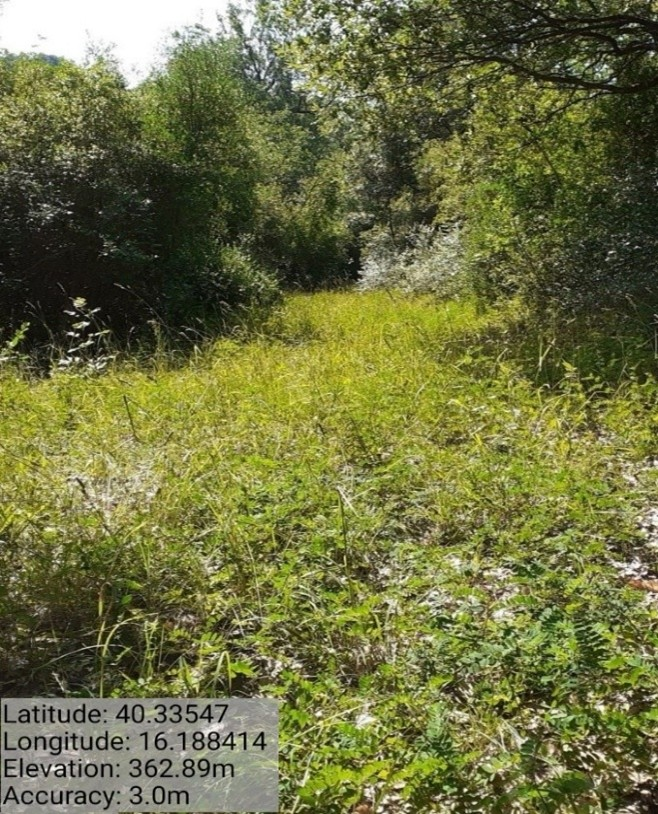 Latitude: 40.33547
Longitude: 16.188414
Elevation: 362.89m
Accuracy: 3.0m